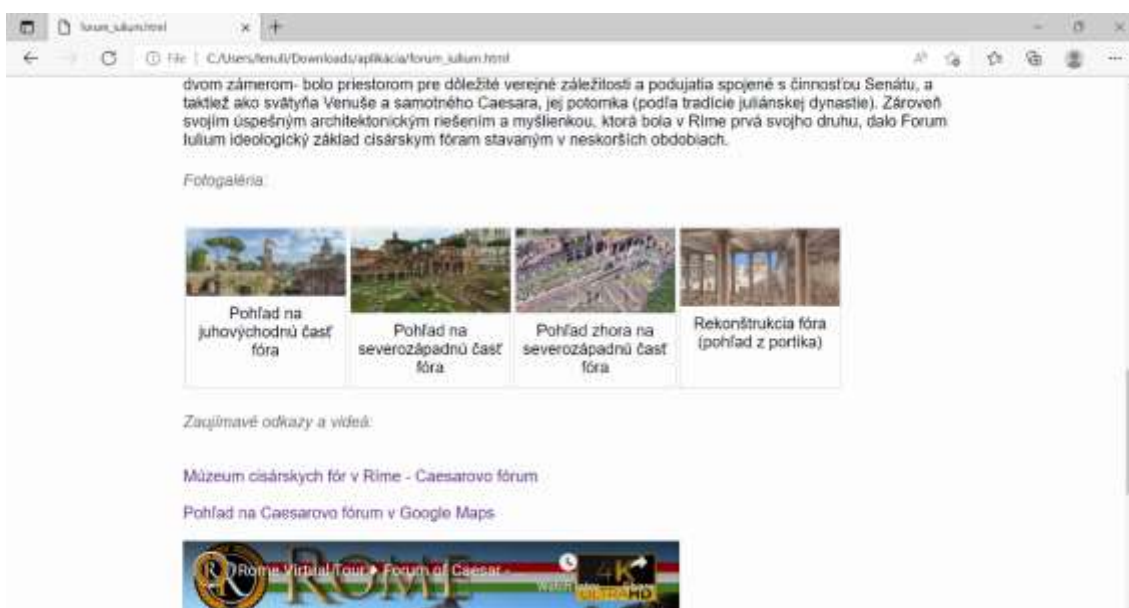 forum_iulium.html
File | C:/Users/lenuli/Downloads/aplikácia/forum_iulium.html
dvom zámerom- bolo priestorom pre dôležité verejné záležitosti a podujatia spojené s činnosťou Senátu, a
taktiež ako svätyňa Venuše a samotného Caesara, jej potomka (podľa tradície juliánskej dynastie). Zároveň
svojim úspešným architektonickým riešením a myšlienkou, ktorá bola v Ríme prvá svojho druhu, dalo Forum
Iulium ideologický základ cisárskym fóram stavaným v neskorších obdobiach.
Fotogaléria:
Pohľad na
juhovýchodnú časť
fóra
Pohľad na
severozápadnú časť
fóra
Pohľad zhora na
severozápadnú časť
fóra
Rekonštrukcia fóra
(pohľad z portika)
Zaujímavé odkazy a videá:
Múzeum cisárskych fór v Ríme - Caesarovo fórum
Pohľad na Caesarovo fórum v Google Maps
Rome Virtual Tour ▸ Forum of Caesar -
ROME
4K
ULTRAHD